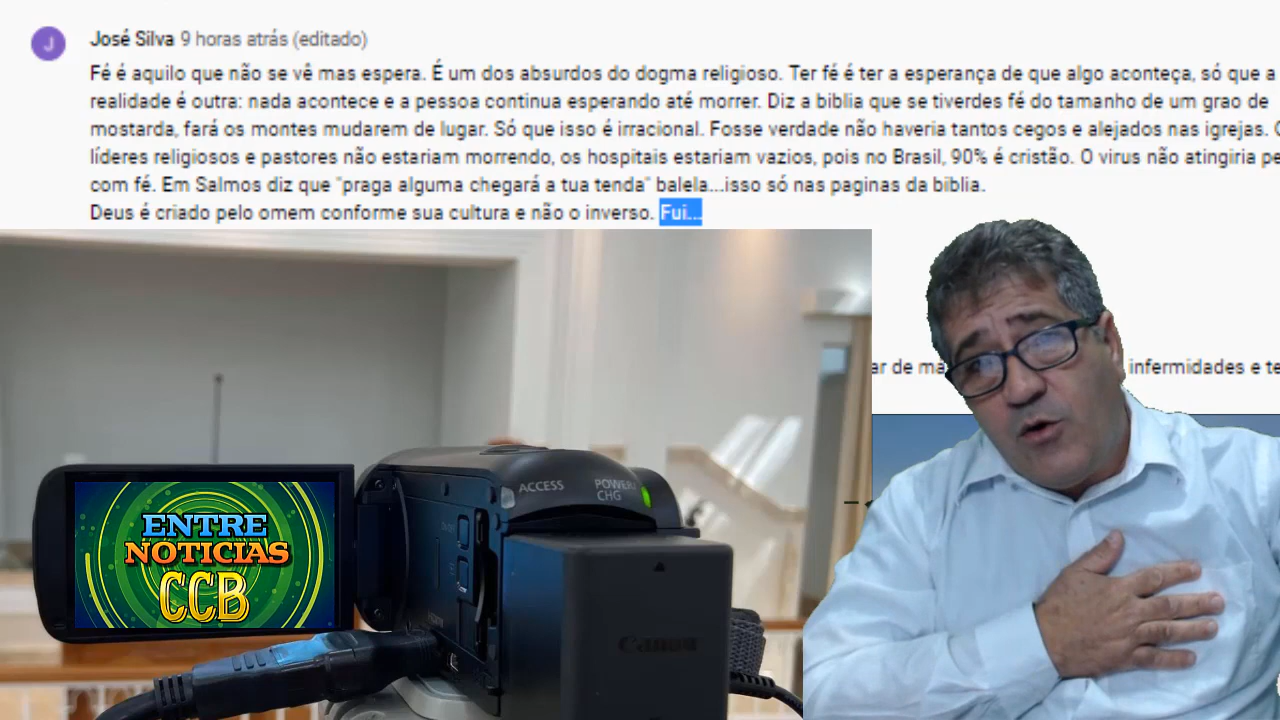 J
José Silva 9 horas atrás (editado)
Fé é aquilo que não se vê mas espera. É um dos absurdos do dogma religioso. Ter fé é ter a esperança de que algo aconteça, só que a
realidade é outra: nada acontece e a pessoa continua esperando até morrer. Diz a biblia que se tiverdes fé do tamanho de um grao de
mostarda, fará os montes mudarem de lugar. Só que isso é irracional. Fosse verdade não haveria tantos cegos e alejados nas igrejas.
líderes religiosos e pastores não estariam morrendo, os hospitais estariam vazios, pois no Brasil, 90% é cristão. O virus não atingiria
com fé. Em Salmos diz que "praga alguma chegará a tua tenda" balela...isso só nas paginas da biblia.
Deus é criado pelo omem conforme sua cultura e não o inverso. Fui...
ar de ma infermidades e te
ACCESS POWER/
CHG
ENTRE
NOTICIAS
CCB
Canon